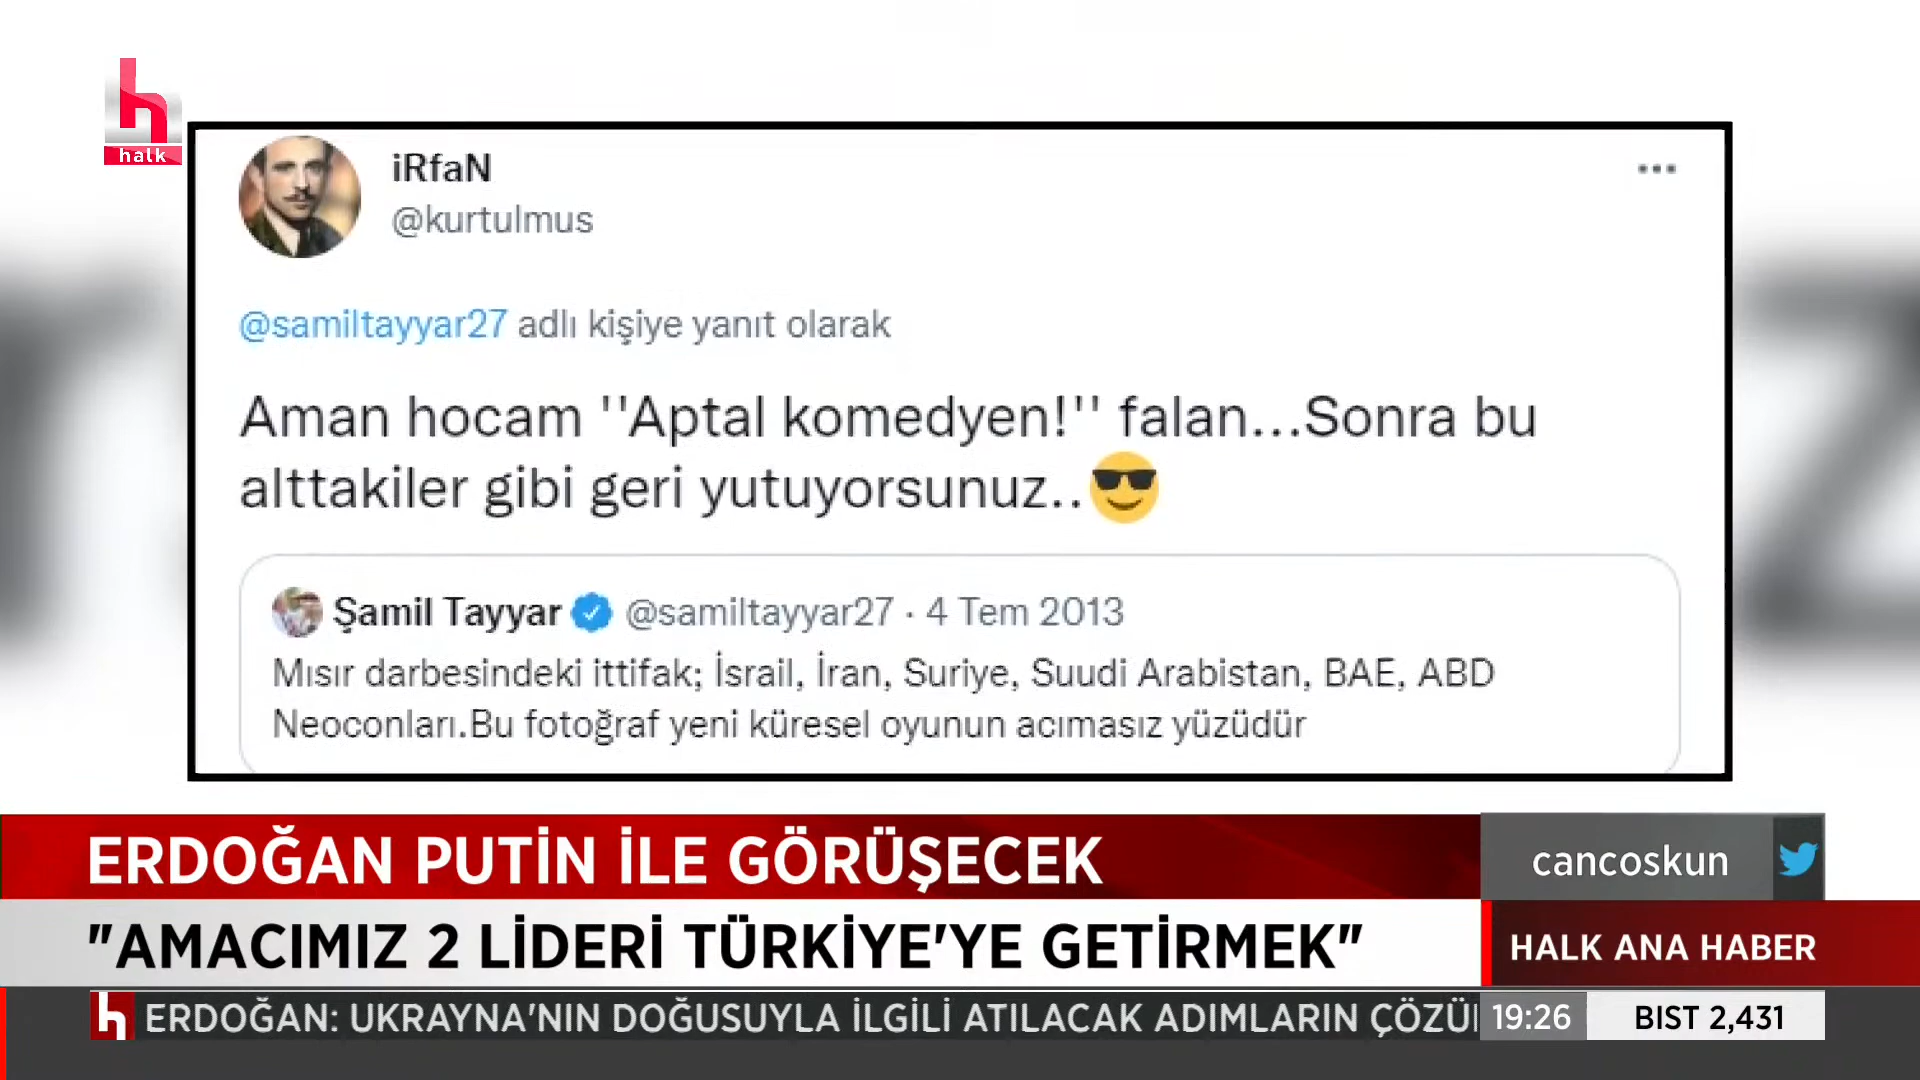 h
halk
iRfaN
@kurtulmus
@samiltayyar27 adlı kişiye yanıt olarak
Aman hocam ''Aptal komedyen!'' falan...Sonra bu
alttakiler gibi geri yutuyorsunuz..😎
Şamil Tayyar @samiltayyar27 · 4 Tem 2013
Mısır darbesindeki ittifak; İsrail, İran, Suriye, Suudi Arabistan, BAE, ABD
Neoconları.Bu fotoğraf yeni küresel oyunun acımasız yüzüdür
ERDOĞAN PUTİN İLE GÖRÜŞECEK
cancoskun
"AMACIMIZ 2 LİDERİ TÜRKİYE'YE GETİRMEK"
HALK ANA HABER
h ERDOĞAN: UKRAYNA'NIN DOĞUSUYLA İLGİLİ ATILACAK ADIMLARIN ÇÖZÜ
19:26 BIST 2,431